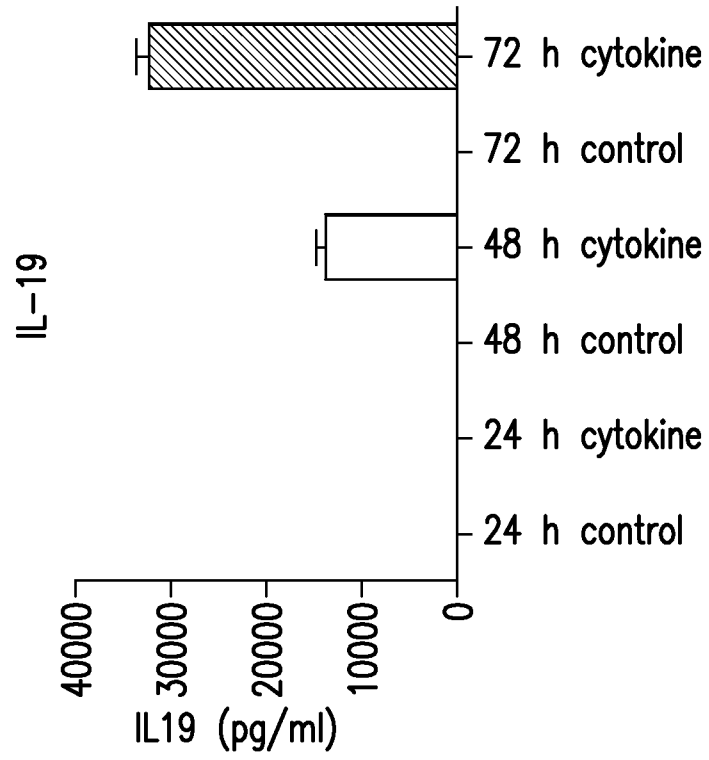 IL-19
72 h cytokine
72 h control
48 h cytokine
48 h control
24 h cytokine
24 h control
40000
30000
20000
10000
0
IL19 (pg/ml)